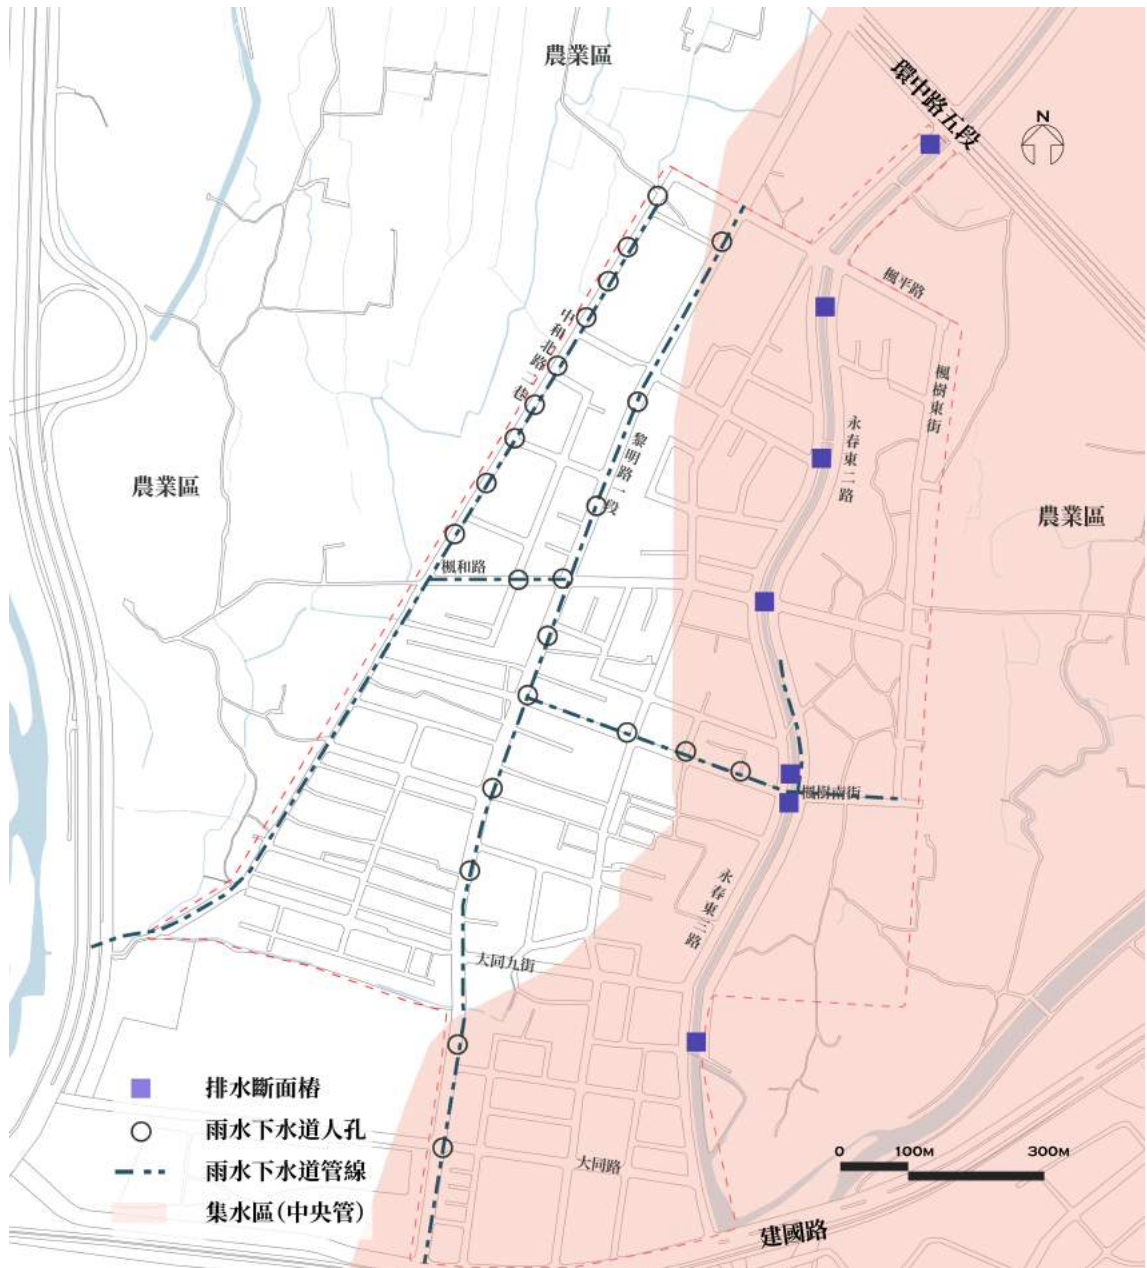 農業區
環中路五段
N
楓平路
中和北路二巷
楓樹東街
永春東二路
黎明路一段
農業區
農業區
楓和路
楓樹南街
永春東三路
大同九街
排水斷面樁
雨水下水道人孔
雨水下水道管線
集水區(中央管)
大同路
0 100M 300M
建國路